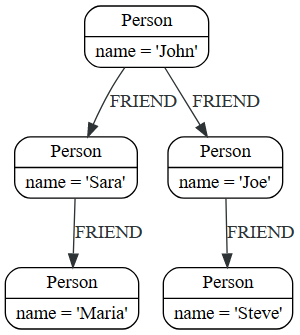 Person
name = 'John'
FRIEND FRIEND
Person Person
name = 'Sara' name = 'Joe'
FRIEND FRIEND
Person Person
name = 'Maria' name = 'Steve'